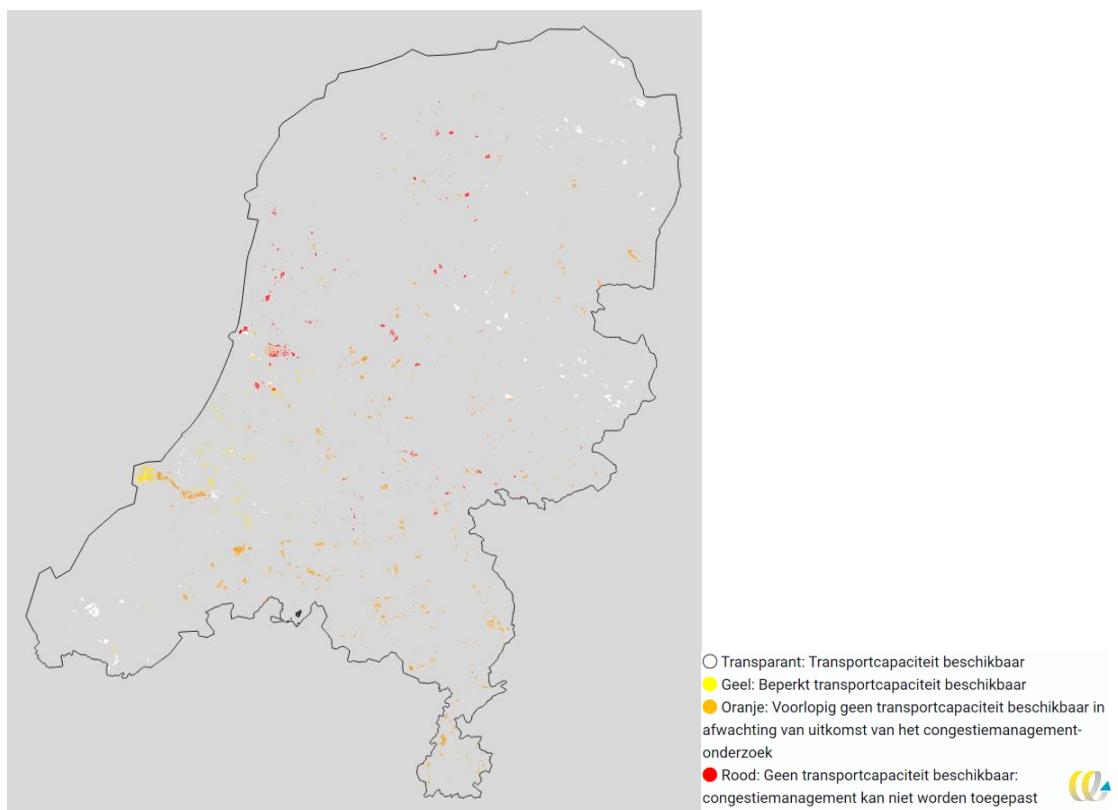 Transparant: Transportcapaciteit beschikbaar
Geel: Beperkt transportcapaciteit beschikbaar
Oranje: Voorlopig geen transportcapaciteit beschikbaar in
afwachting van uitkomst van het congestiemanagement-
onderzoek
Rood: Geen transportcapaciteit beschikbaar:
congestiemanagement kan niet worden toegepast